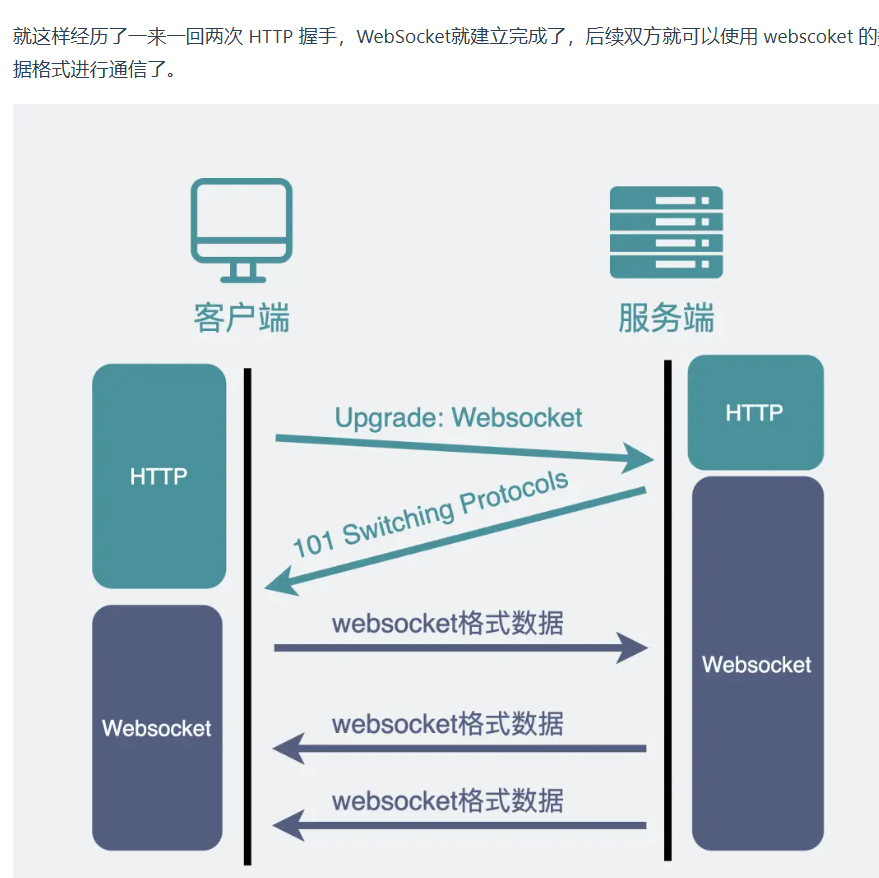 就这样经历了一来一回两次 HTTP 握手，WebSocket就建立完成了，后续双方就可以使用 webscoket 的
据格式进行通信了。
客户端
服务端
HTTP
HTTP
Upgrade: Websocket
101 Switching Protocols
websocket格式数据
Websocket
Websocket
websocket格式数据
websocket格式数据